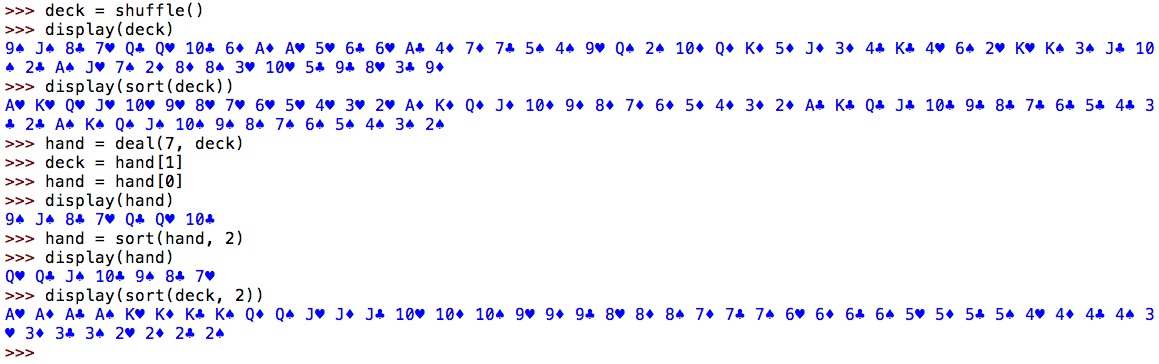 >>> deck = shuffle()
>>> display(deck)
9♠ J♠ 8♣ 7♥ Q♣ Q♥ 10♣ 6♦ A♦ A♥ 5♥ 6♣ 6♥ A♣ 4♦ 7♦ 7♣ 5♠ 4♠ 9♥ Q♠ 2♠ 10♦ Q♦ K♦ 5♦ J♦ 3♦ 4♣ K♣ 4♥ 6♠ 2♥ K♥ K♠ 3♠ J♣ 10
♠ 2♣ A♠ J♥ 7♠ 2♦ 8♦ 8♠ 3♥ 10♥ 5♣ 9♣ 8♥ 3♣ 9♦
>>> display(sort(deck))
A♥ K♥ Q♥ J♥ 10♥ 9♥ 8♥ 7♥ 6♥ 5♥ 4♥ 3♥ 2♥ A♦ K♦ Q♦ J♦ 10♦ 9♦ 8♦ 7♦ 6♦ 5♦ 4♦ 3♦ 2♦ A♣ K♣ Q♣ J♣ 10♣ 9♣ 8♣ 7♣ 6♣ 5♣ 4♣ 3
♣ 2♣ A♠ K♠ Q♠ J♠ 10♠ 9♠ 8♠ 7♠ 6♠ 5♠ 4♠ 3♠ 2♠
>>> hand = deal(7, deck)
>>> deck = hand[1]
>>> hand = hand[0]
>>> display(hand)
9♠ J♠ 8♣ 7♥ Q♣ Q♥ 10♣
>>> hand = sort(hand, 2)
>>> display(hand)
Q♥ Q♣ J♠ 10♣ 9♠ 8♣ 7♥
>>> display(sort(deck, 2))
A♥ A♦ A♣ A♠ K♥ K♦ K♣ K♠ Q♦ Q♠ J♥ J♦ J♣ 10♥ 10♦ 10♠ 9♥ 9♦ 9♣ 8♥ 8♦ 8♠ 7♦ 7♣ 7♠ 6♥ 6♦ 6♣ 6♠ 5♥ 5♦ 5♣ 5♠ 4♥ 4♦ 4♣ 4♠ 3
♥ 3♦ 3♣ 3♠ 2♥ 2♦ 2♣ 2♠
>>>